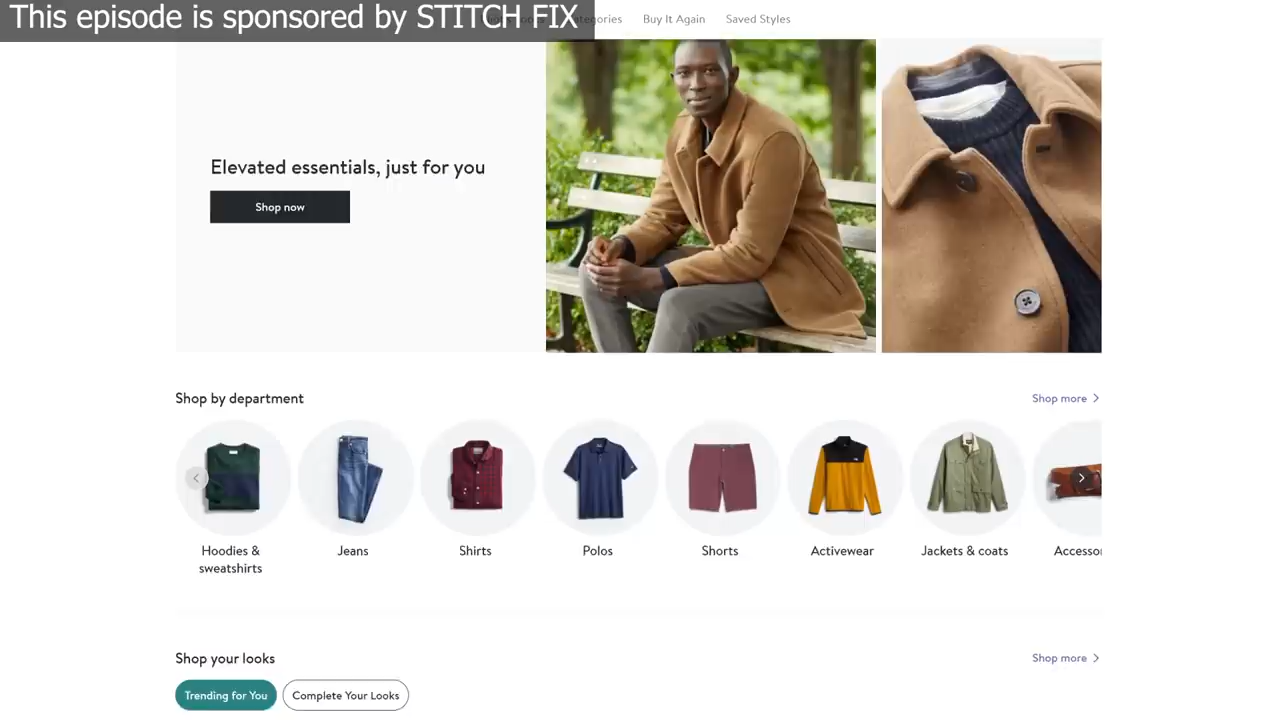 This episode is sponsored by STITCH FIX
Buy It Again
Saved Styles
Elevated essentials, just for you
Shop now
Shop by department
Shop more
Hoodies & sweatshirts
Jeans
Shirts
Polos
Shorts
Activewear
Jackets & coats
Shop your looks
Shop more
Trending for You
Complete Your Looks